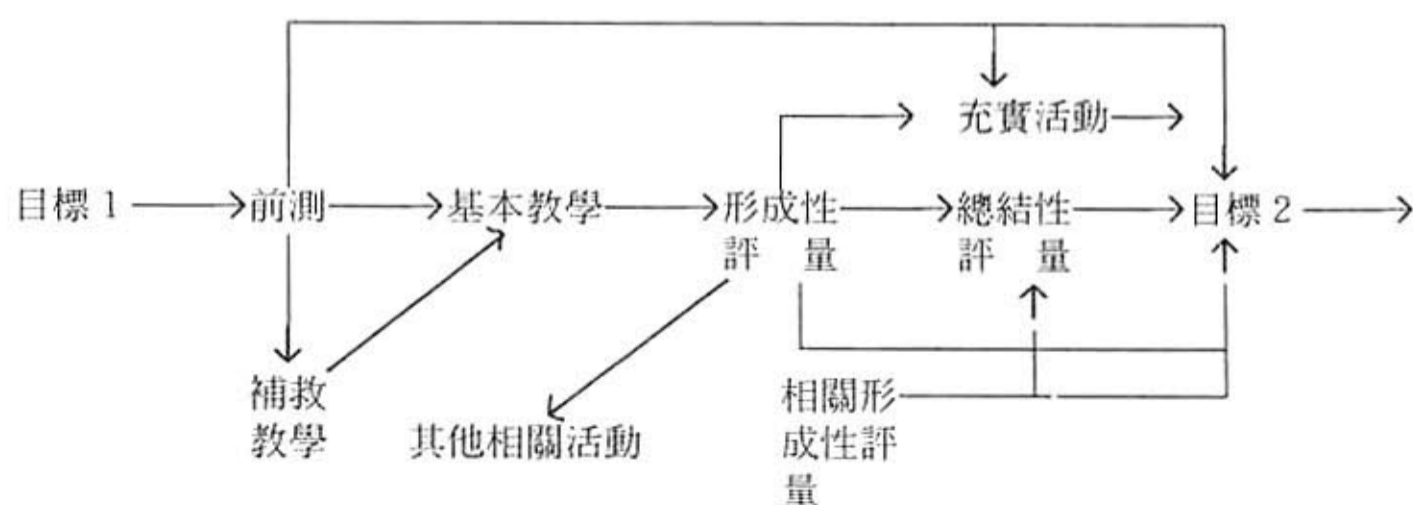 充實活動
目標 1
前測
基本教學
形成性
評 量
總結性
評 量
目標 2
補救
教學
其他相關活動
相關形
成性評
量